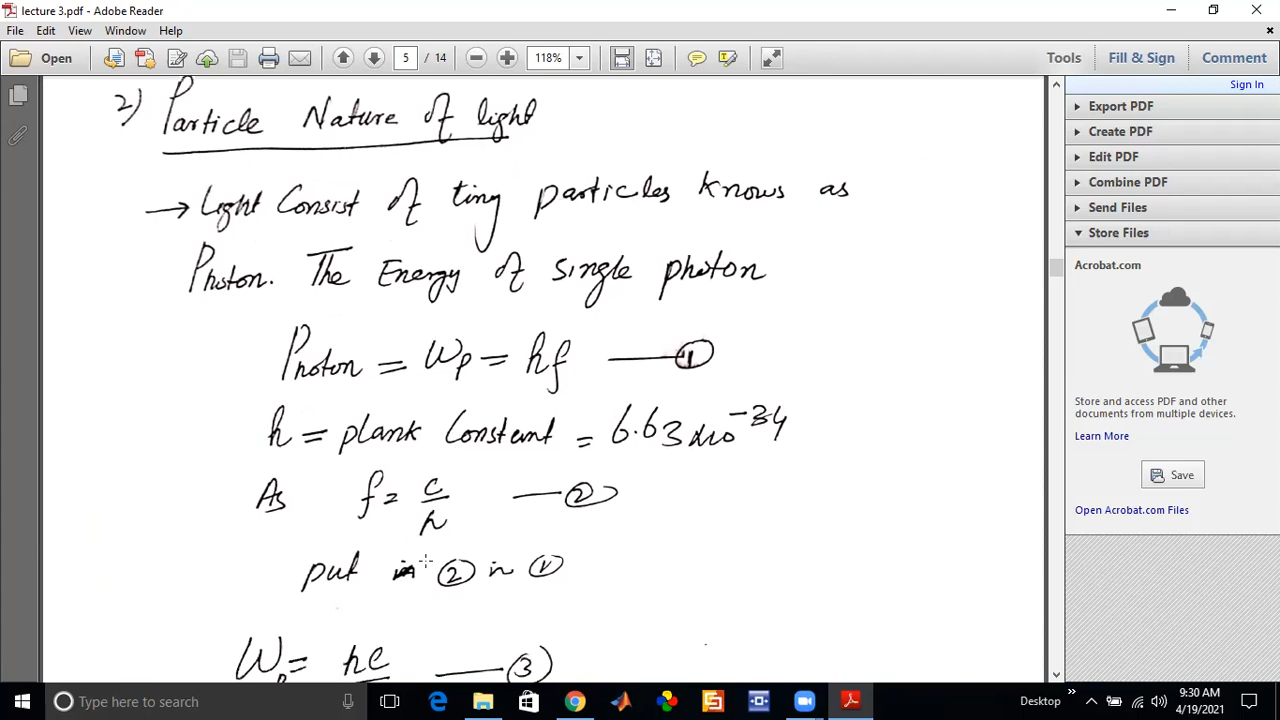 lecture 3.pdf - Adobe Reader
File Edit View Window Help
Open 5 / 14 118% Tools Fill & Sign Comment
Sign In
Export PDF
Create PDF
Edit PDF
Combine PDF
Send Files
Store Files
Acrobat.com
Store and access PDF and other
documents from multiple devices.
Learn More
Save
Open Acrobat.com Files
2) Particle Nature of light
→ Light Consist of tiny particles knows as
Photon. The Energy of single photon
Photon = Wp = hf —— ①
h = plank Constant = 6.63x10⁻³⁴
As f = c/λ —— ②
put ② in ①
Wp = hc —— ③
Type here to search
Desktop
9:30 AM
4/19/2021